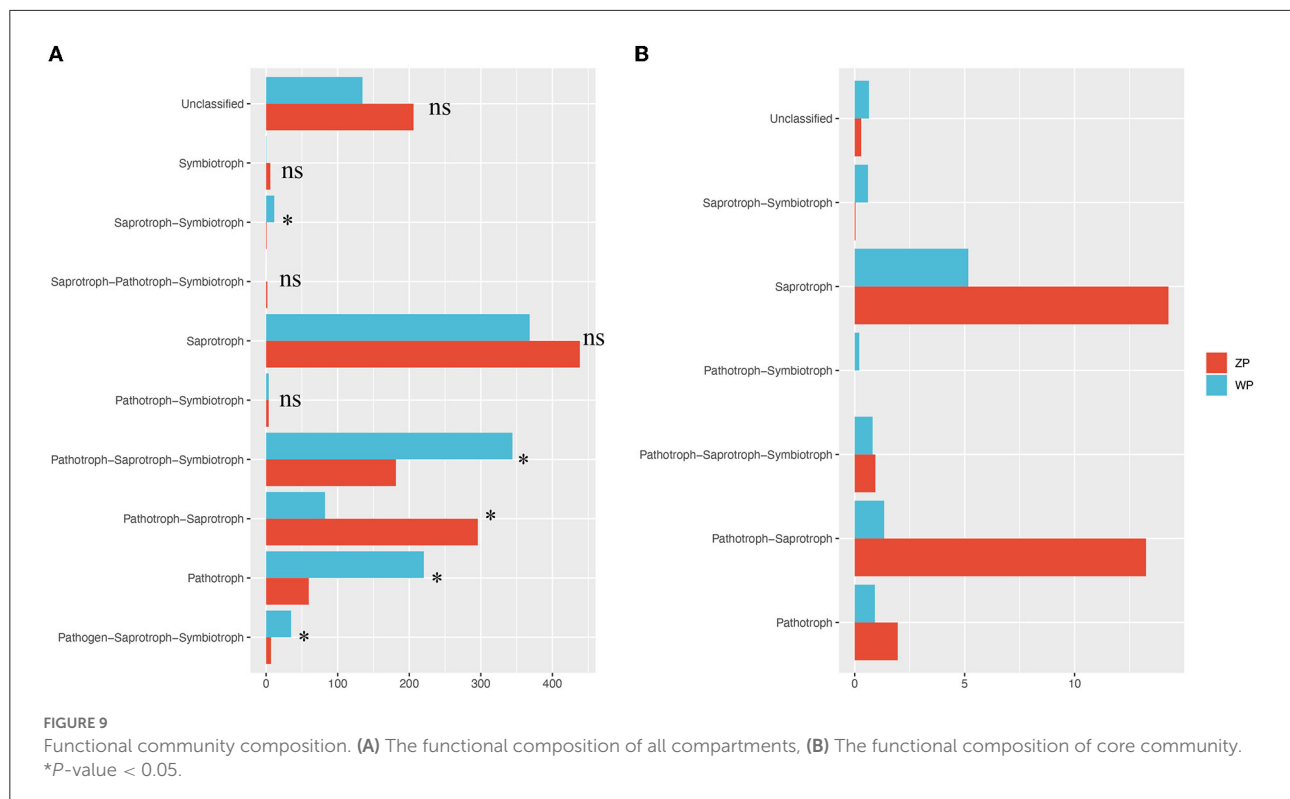 A
Unclassified
ns
Symbiotroph
ns
Saprotroph−Symbiotroph
*
Saprotroph−Pathotroph−Symbiotroph
ns
Saprotroph
ns
Pathotroph−Symbiotroph
ns
Pathotroph−Saprotroph−Symbiotroph
*
Pathotroph−Saprotroph
*
Pathotroph
*
Pathogen−Saprotroph−Symbiotroph
*
0 100 200 300 400
B
Unclassified
Saprotroph−Symbiotroph
Saprotroph
Pathotroph−Symbiotroph
Pathotroph−Saprotroph−Symbiotroph
Pathotroph−Saprotroph
Pathotroph
0 5 10
ZP
WP
FIGURE 9
Functional community composition. (A) The functional composition of all compartments, (B) The functional composition of core community.
*P-value < 0.05.